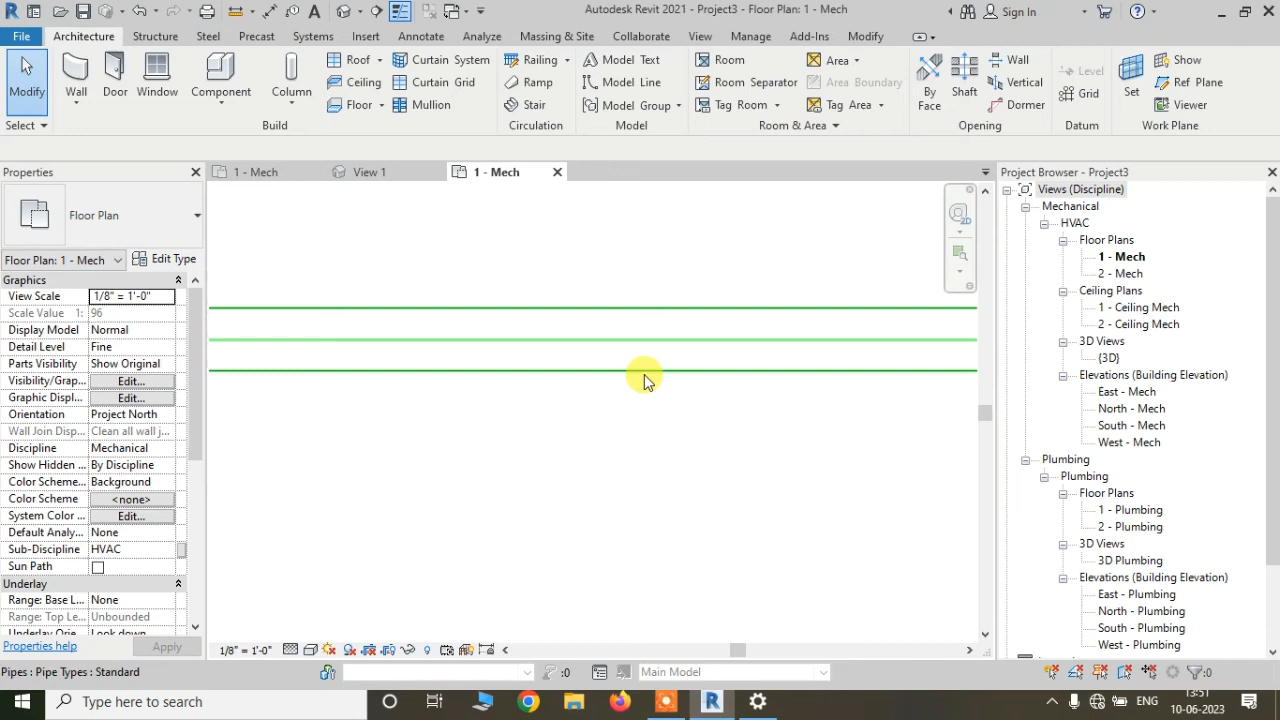 Autodesk Revit 2021 - Project3 - Floor Plan: 1 - Mech
Sign In
File Architecture Structure Steel Precast Systems Insert Annotate Analyze Massing & Site Collaborate View Manage Add-Ins Modify
Modify
Wall
Door
Window
Component
Column
Roof
Ceiling
Floor
Curtain System
Curtain Grid
Mullion
Railing
Ramp
Stair
Model Text
Model Line
Model Group
Room
Room Separator
Tag Room
Area
Area Boundary
Tag Area
By Face
Shaft
Wall
Vertical
Dormer
Level
Grid
Set
Show
Ref Plane
Viewer
Select Build Circulation Model Room & Area Opening Datum Work Plane
Properties
1 - Mech View 1 1 - Mech
Project Browser - Project3
Floor Plan
Floor Plan: 1 - Mech Edit Type
Graphics
View Scale 1/8" = 1'-0"
Scale Value 1: 96
Display Model Normal
Detail Level Fine
Parts Visibility Show Original
Visibility/Grap... Edit...
Graphic Displ... Edit...
Orientation Project North
Wall Join Disp... Clean all wall j...
Discipline Mechanical
Show Hidden ... By Discipline
Color Scheme... Background
Color Scheme <none>
System Color ... Edit...
Default Analy... None
Sub-Discipline HVAC
Sun Path
Underlay
Range: Base L... None
Range: Top Le... Unbounded
Underlay Orie... Look down
Properties help Apply
2D
Views (Discipline)
Mechanical
HVAC
Floor Plans
1 - Mech
2 - Mech
Ceiling Plans
1 - Ceiling Mech
2 - Ceiling Mech
3D Views
{3D}
Elevations (Building Elevation)
East - Mech
North - Mech
South - Mech
West - Mech
Plumbing
Plumbing
Floor Plans
1 - Plumbing
2 - Plumbing
3D Views
3D Plumbing
Elevations (Building Elevation)
East - Plumbing
North - Plumbing
South - Plumbing
West - Plumbing
1/8" = 1'-0"
Pipes : Pipe Types : Standard
:0
Main Model
:0
Type here to search
ENG
13:51
10-06-2023